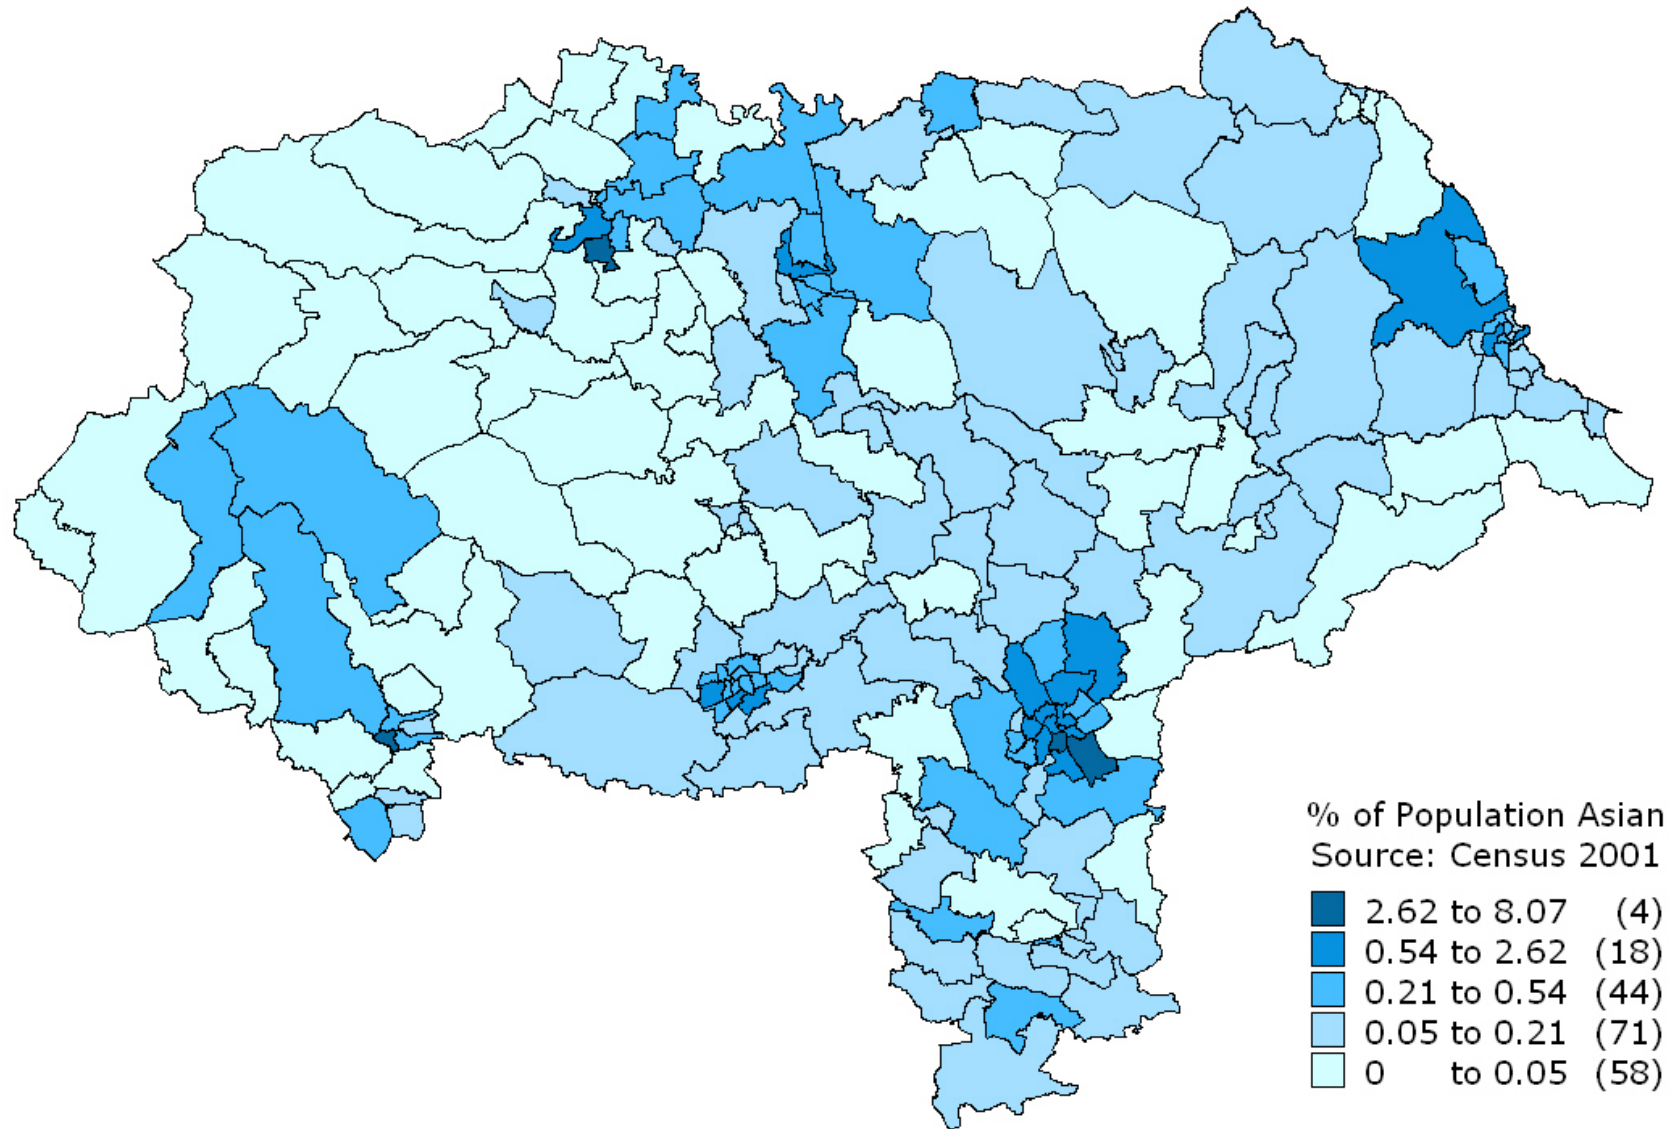 % of Population Asian
Source: Census 2001
2.62 to 8.07 (4)
0.54 to 2.62 (18)
0.21 to 0.54 (44)
0.05 to 0.21 (71)
0 to 0.05 (58)